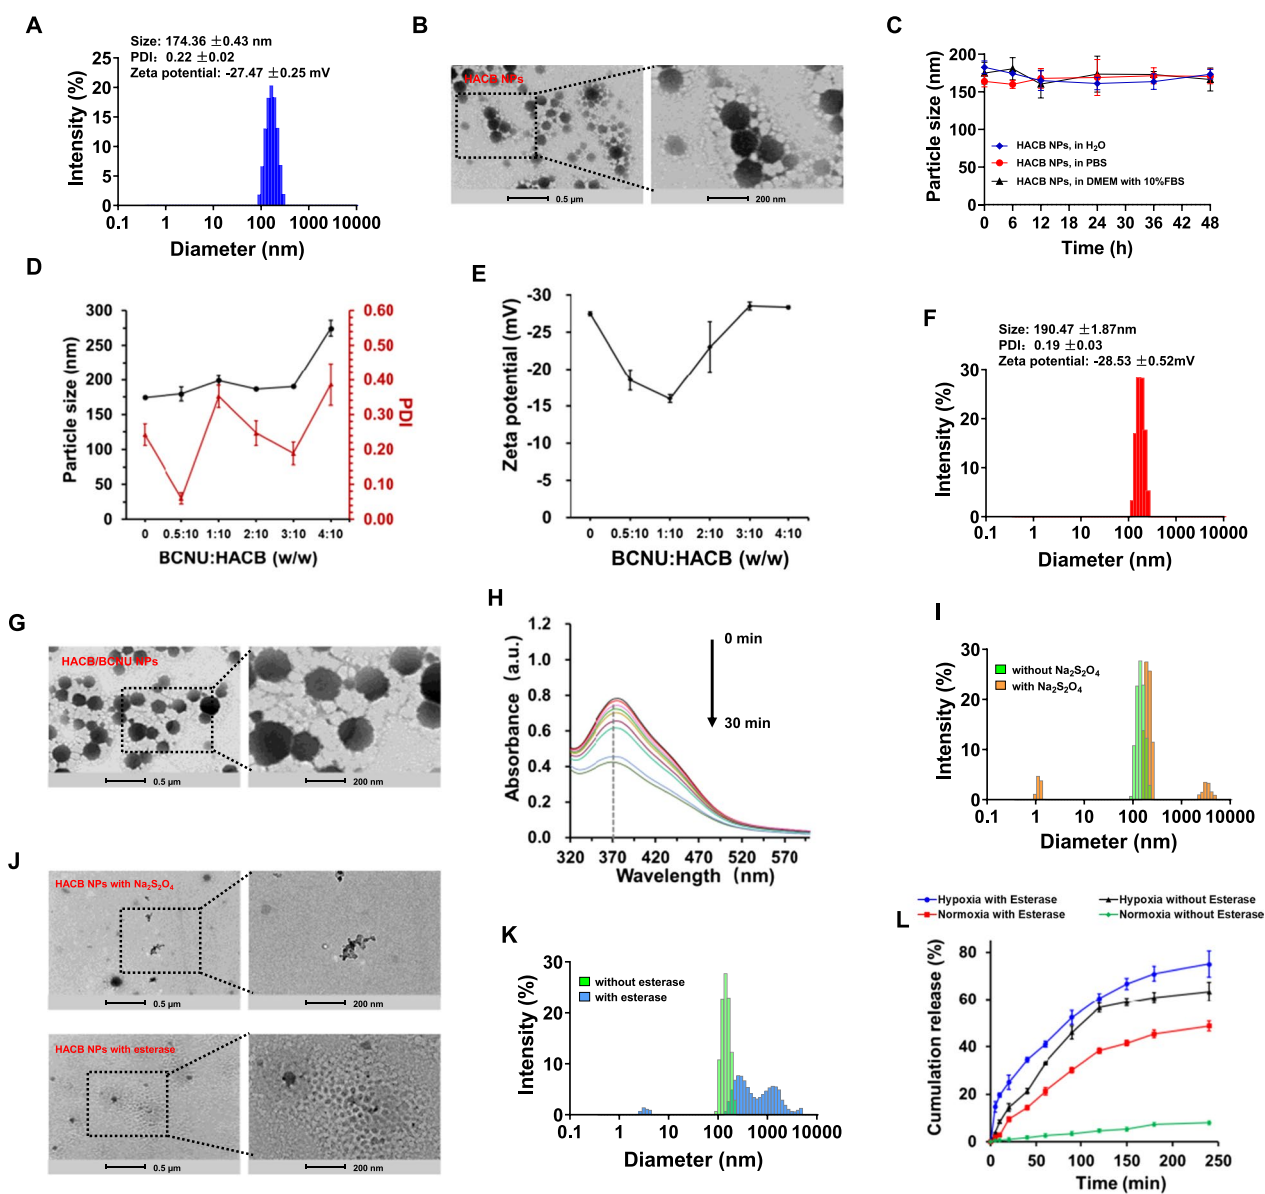 A
Size: 174.36 ±0.43 nm
PDI: 0.22 ±0.02
Zeta potential: -27.47 ±0.25 mV
Intensity (%)
25
20
15
10
5
0
0.1 1 10 100 1000 10000
Diameter (nm)
B
HACB NPs
0.5 µm
200 nm
C
Particle size (nm)
200
150
100
50
0
HACB NPs, in H₂O
HACB NPs, in PBS
HACB NPs, in DMEM with 10%FBS
0 6 12 18 24 30 36 42 48
Time (h)
D
Particle size (nm)
300
250
200
150
100
50
0
0.60
0.50
0.40
0.30
0.20
0.10
0.00
PDI
0 0.5:10 1:10 2:10 3:10 4:10
BCNU:HACB (w/w)
E
Zeta potential (mV)
-30
-25
-20
-15
-10
-5
0
0 0.5:10 1:10 2:10 3:10 4:10
BCNU:HACB (w/w)
F
Size: 190.47 ±1.87nm
PDI: 0.19 ±0.03
Zeta potential: -28.53 ±0.52mV
Intensity (%)
30
20
10
0
0.1 1 10 100 1000 10000
Diameter (nm)
G
HACB/BCNU NPs
0.5 µm
200 nm
H
Absorbance (a.u.)
1.2
1.0
0.8
0.6
0.4
0.2
0.0
0 min
30 min
320 370 420 470 520 570
Wavelength (nm)
I
Intensity (%)
30
20
10
0
without Na₂S₂O₄
with Na₂S₂O₄
0.1 1 10 100 1000 10000
Diameter (nm)
J
HACB NPs with Na₂S₂O₄
0.5 µm
200 nm
HACB NPs with esterase
0.5 µm
200 nm
K
Intensity (%)
30
20
10
0
without esterase
with esterase
0.1 1 10 100 1000 10000
Diameter (nm)
L
Hypoxia with Esterase
Hypoxia without Esterase
Normoxia with Esterase
Normoxia without Esterase
Cumulation release (%)
80
60
40
20
0
0 50 100 150 200 250
Time (min)